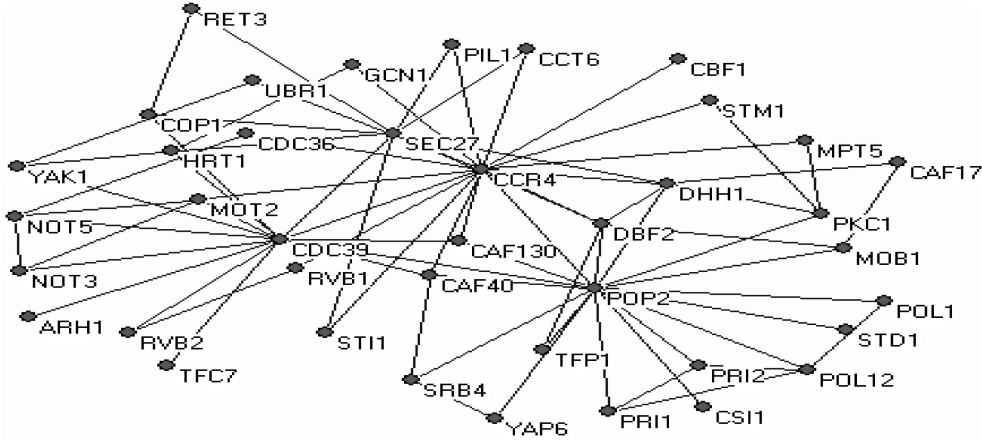 RET3
PIL1
CCT6
GCN1
CBF1
UBR1
STM1
COP1
CDC36
SEC27
MPT5
HRT1
CAF17
YAK1
CCR4
DHH1
MOT2
NOT5
PKC1
DBF2
CDC39
CAF130
MOB1
NOT3
RVB1
CAF40
POP2
POL1
ARH1
STD1
RVB2
STI1
TFP1
TFC7
PRI2
POL12
SRB4
PRI1
CSI1
YAP6